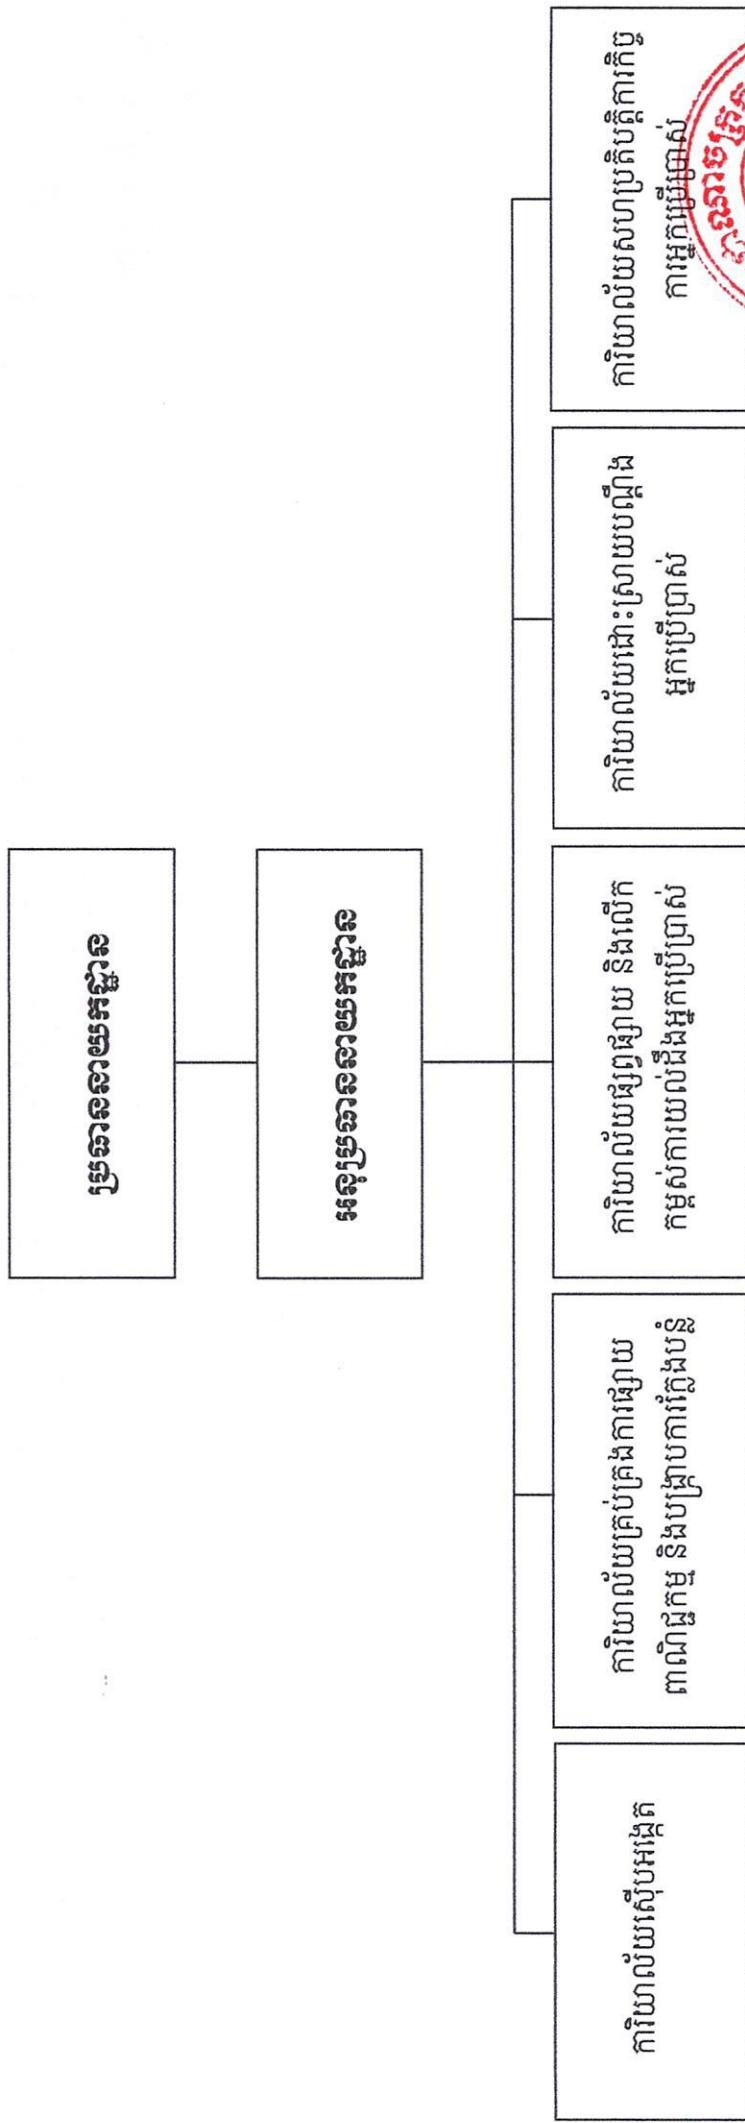 ប្រធាននាយកដ្ឋាន
អនុប្រធាននាយកដ្ឋាន
ការិយាល័យស៊ើបអង្កេត
ការិយាល័យគ្រប់គ្រងការផ្សាយ
ពាណិជ្ជកម្ម និងបង្ក្រាបការក្លែងបន្លំ
ការិយាល័យផ្សព្វផ្សាយ និងលើក
កម្ពស់ការយល់ដឹងអ្នកប្រើប្រាស់
ការិយាល័យដោះស្រាយបណ្តឹង
អ្នកប្រើប្រាស់
ការិយាល័យសហប្រតិបត្តិការកិច្ច
ការអ្នកប្រើប្រាស់